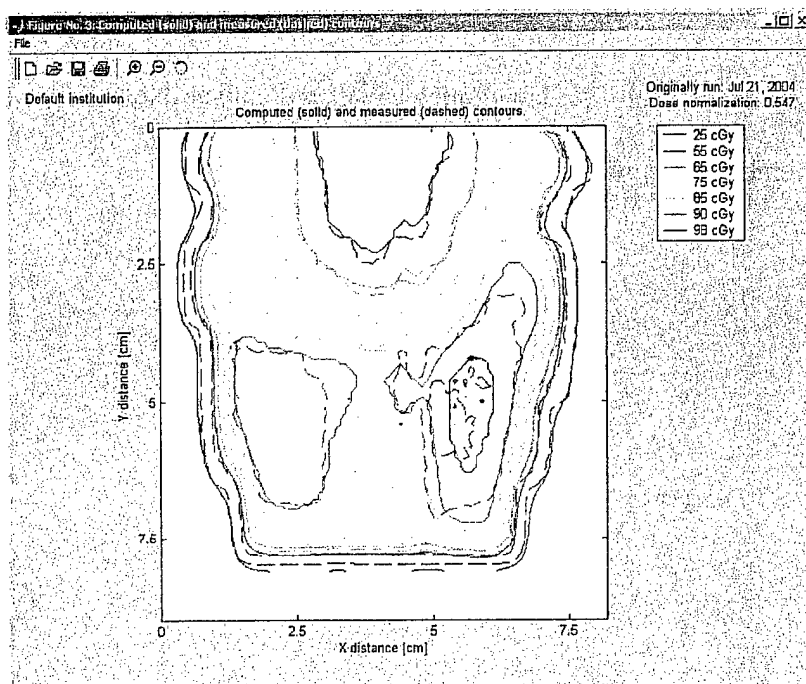 Figure No. 3: Computed (solid) and measured (dashed) contours
File
Default institution
Originally run: Jul 21, 2004
Dose normalization: 0.547
Computed (solid) and measured (dashed) contours
25 cGy
55 cGy
65 cGy
75 cGy
85 cGy
90 cGy
98 cGy
0
2.5
5
7.5
Y distance [cm]
0
2.5
5
7.5
X distance [cm]